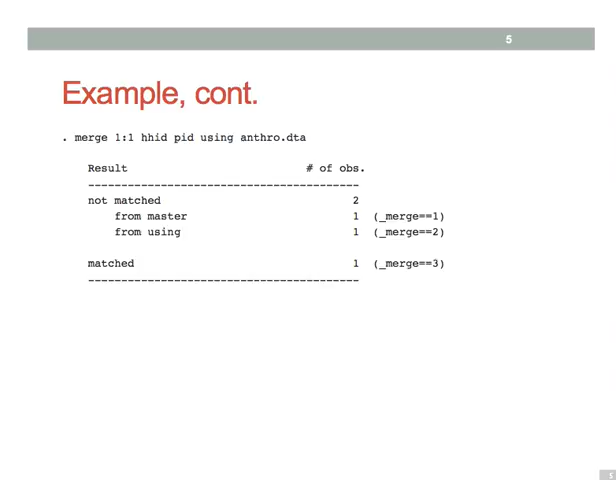 5
Example, cont.
. merge 1:1 hhid pid using anthro.dta
Result # of obs.
-----------------------------------------
not matched 2
from master 1 (_merge==1)
from using 1 (_merge==2)
matched 1 (_merge==3)
-----------------------------------------
5